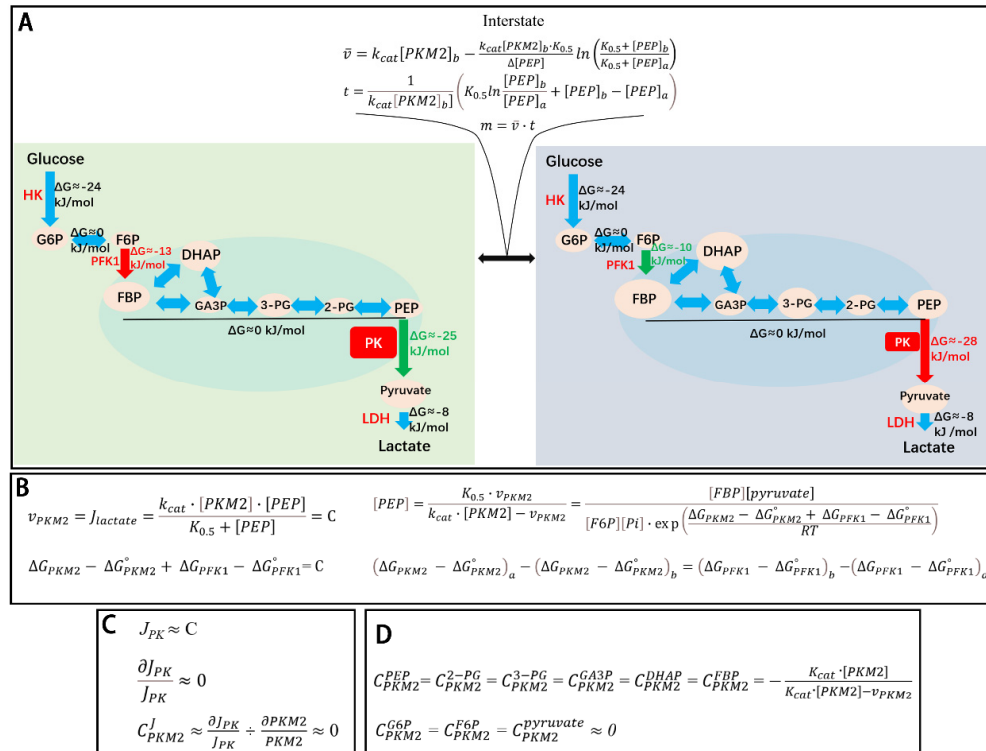 A
Interstate
v̄ = k_cat[PKM2]_b − (k_cat[PKM2]_b·K_0.5 / Δ[PEP]) ln((K_0.5 + [PEP]_b) / (K_0.5 + [PEP]_a))
t = (1 / k_cat[PKM2]_b]) (K_0.5 ln([PEP]_b / [PEP]_a) + [PEP]_b − [PEP]_a)
m = v̄ · t
Glucose
HK
ΔG≈-24
kJ/mol
G6P
ΔG≈0
kJ/mol
F6P
PFK1
ΔG≈-13
kJ/mol
DHAP
FBP
GA3P
3-PG
2-PG
PEP
ΔG≈0 kJ/mol
PK
ΔG≈-25
kJ/mol
Pyruvate
LDH
ΔG≈-8
kJ/mol
Lactate
Glucose
HK
ΔG≈-24
kJ/mol
G6P
ΔG≈0
kJ/mol
F6P
PFK1
ΔG≈-10
kJ/mol
DHAP
FBP
GA3P
3-PG
2-PG
PEP
ΔG≈0 kJ/mol
PK
ΔG≈-28
kJ/mol
Pyruvate
LDH
ΔG≈-8
kJ/mol
Lactate
B
v_PKM2 = J_lactate = (k_cat · [PKM2] · [PEP]) / (K_0.5 + [PEP]) = C
[PEP] = (K_0.5 · v_PKM2) / (k_cat · [PKM2] − v_PKM2) = ([FBP][pyruvate]) / ([F6P][Pi] · exp((ΔG_PKM2 − ΔG°_PKM2 + ΔG_PFK1 − ΔG°_PFK1) / RT))
ΔG_PKM2 − ΔG°_PKM2 + ΔG_PFK1 − ΔG°_PFK1 = C
(ΔG_PKM2 − ΔG°_PKM2)_a − (ΔG_PKM2 − ΔG°_PKM2)_b = (ΔG_PFK1 − ΔG°_PFK1)_b − (ΔG_PFK1 − ΔG°_PFK1)_a
C
J_PK ≈ C
∂J_PK / J_PK ≈ 0
C^J_PKM2 ≈ ∂J_PK / J_PK ÷ ∂PKM2 / PKM2 ≈ 0
D
C^PEP_PKM2 = C^2−PG_PKM2 = C^3−PG_PKM2 = C^GA3P_PKM2 = C^DHAP_PKM2 = C^FBP_PKM2 = − (K_cat·[PKM2]) / (K_cat·[PKM2]−v_PKM2)
C^G6P_PKM2 = C^F6P_PKM2 = C^pyruvate_PKM2 ≈ 0